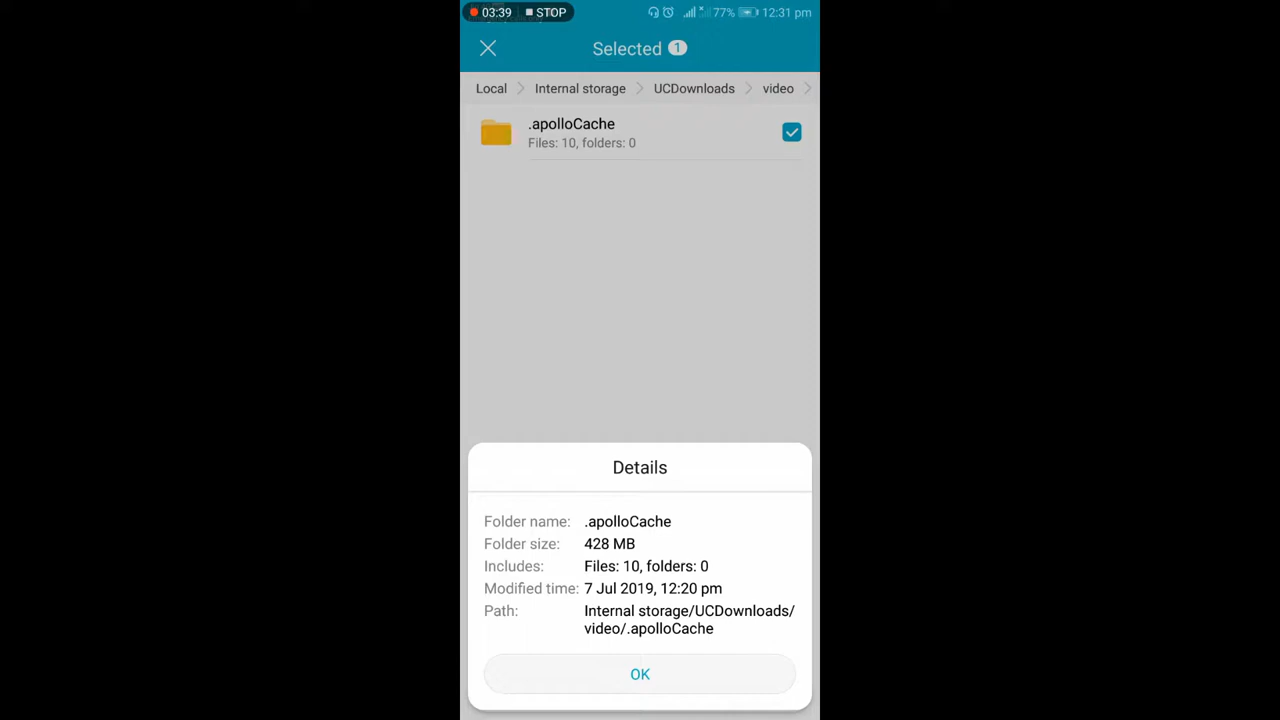 03:39 STOP 77% 12:31 pm
Selected 1
Local Internal storage UCDownloads video
.apolloCache
Files: 10, folders: 0
Details
Folder name: .apolloCache
Folder size: 428 MB
Includes: Files: 10, folders: 0
Modified time: 7 Jul 2019, 12:20 pm
Path: Internal storage/UCDownloads/
video/.apolloCache
OK